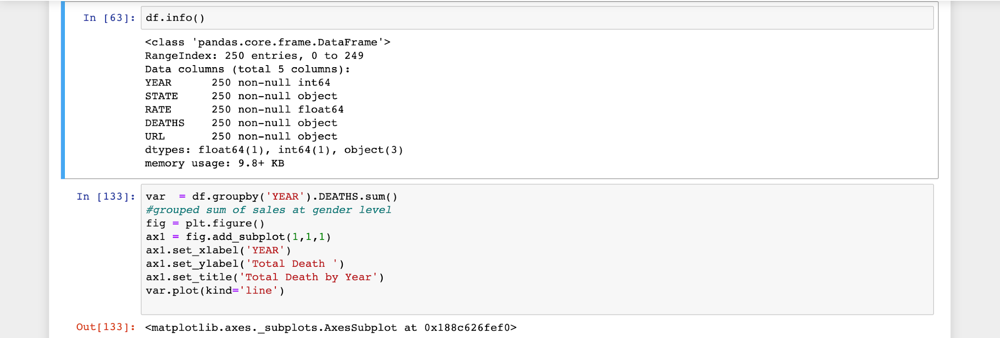 In [63]: df.info()
<class 'pandas.core.frame.DataFrame'>
RangeIndex: 250 entries, 0 to 249
Data columns (total 5 columns):
YEAR      250 non-null int64
STATE     250 non-null object
RATE      250 non-null float64
DEATHS    250 non-null object
URL       250 non-null object
dtypes: float64(1), int64(1), object(3)
memory usage: 9.8+ KB
In [133]: var  = df.groupby('YEAR').DEATHS.sum()
#grouped sum of sales at gender level
fig = plt.figure()
ax1 = fig.add_subplot(1,1,1)
ax1.set_xlabel('YEAR')
ax1.set_ylabel('Total Death ')
ax1.set_title('Total Death by Year')
var.plot(kind='line')
Out[133]: <matplotlib.axes._subplots.AxesSubplot at 0x188c626fef0>